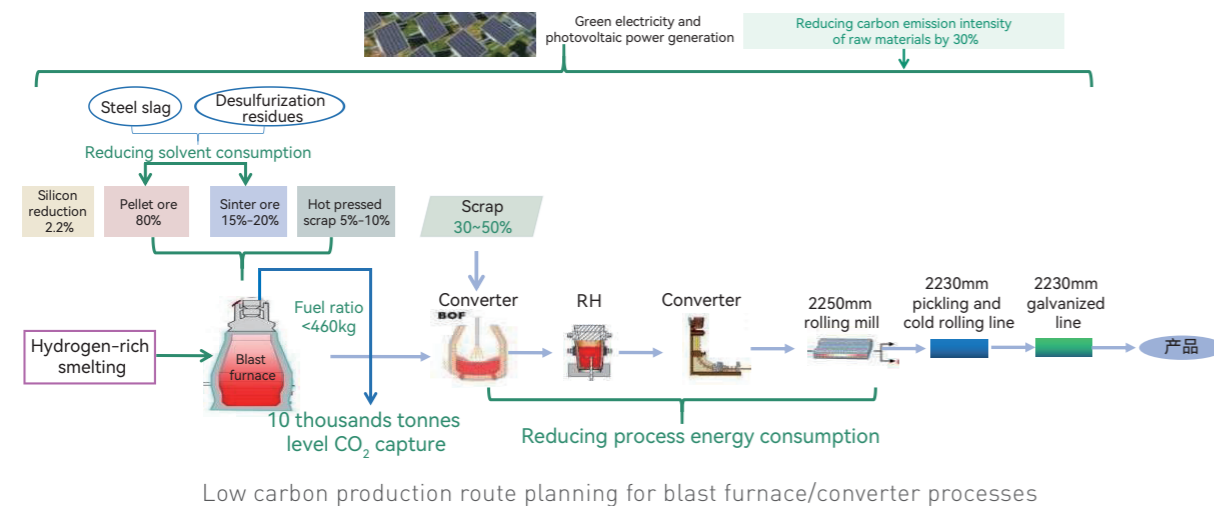 Green electricity and
photovoltaic power generation
Reducing carbon emission intensity
of raw materials by 30%
Steel slag
Desulfurization
residues
Reducing solvent consumption
Silicon
reduction
2.2%
Pellet ore
80%
Sinter ore
15%-20%
Hot pressed
scrap 5%-10%
Scrap
30~50%
Hydrogen-rich
smelting
Blast
furnace
Fuel ratio
<460kg
10 thousands tonnes
level CO₂ capture
Converter
BOF
RH
Converter
2250mm
rolling mill
2230mm
pickling and
cold rolling line
2230mm
galvanized
line
产品
Reducing process energy consumption
Low carbon production route planning for blast furnace/converter processes